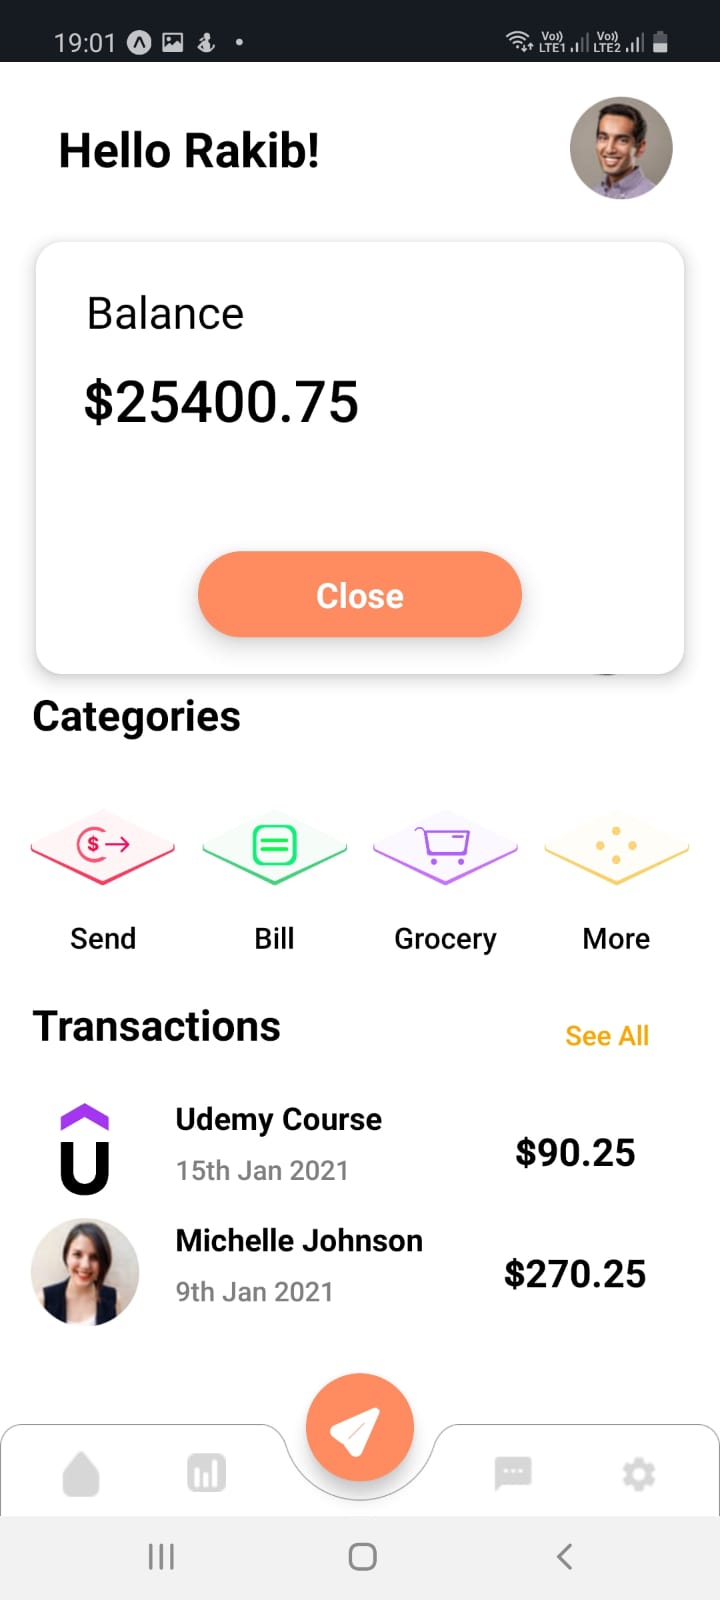 19:01
Vo)) LTE1 Vo)) LTE2
Hello Rakib!
Balance
$25400.75
Close
Categories
$
Send Bill Grocery More
Transactions
See All
Udemy Course
$90.25
15th Jan 2021
Michelle Johnson
$270.25
9th Jan 2021